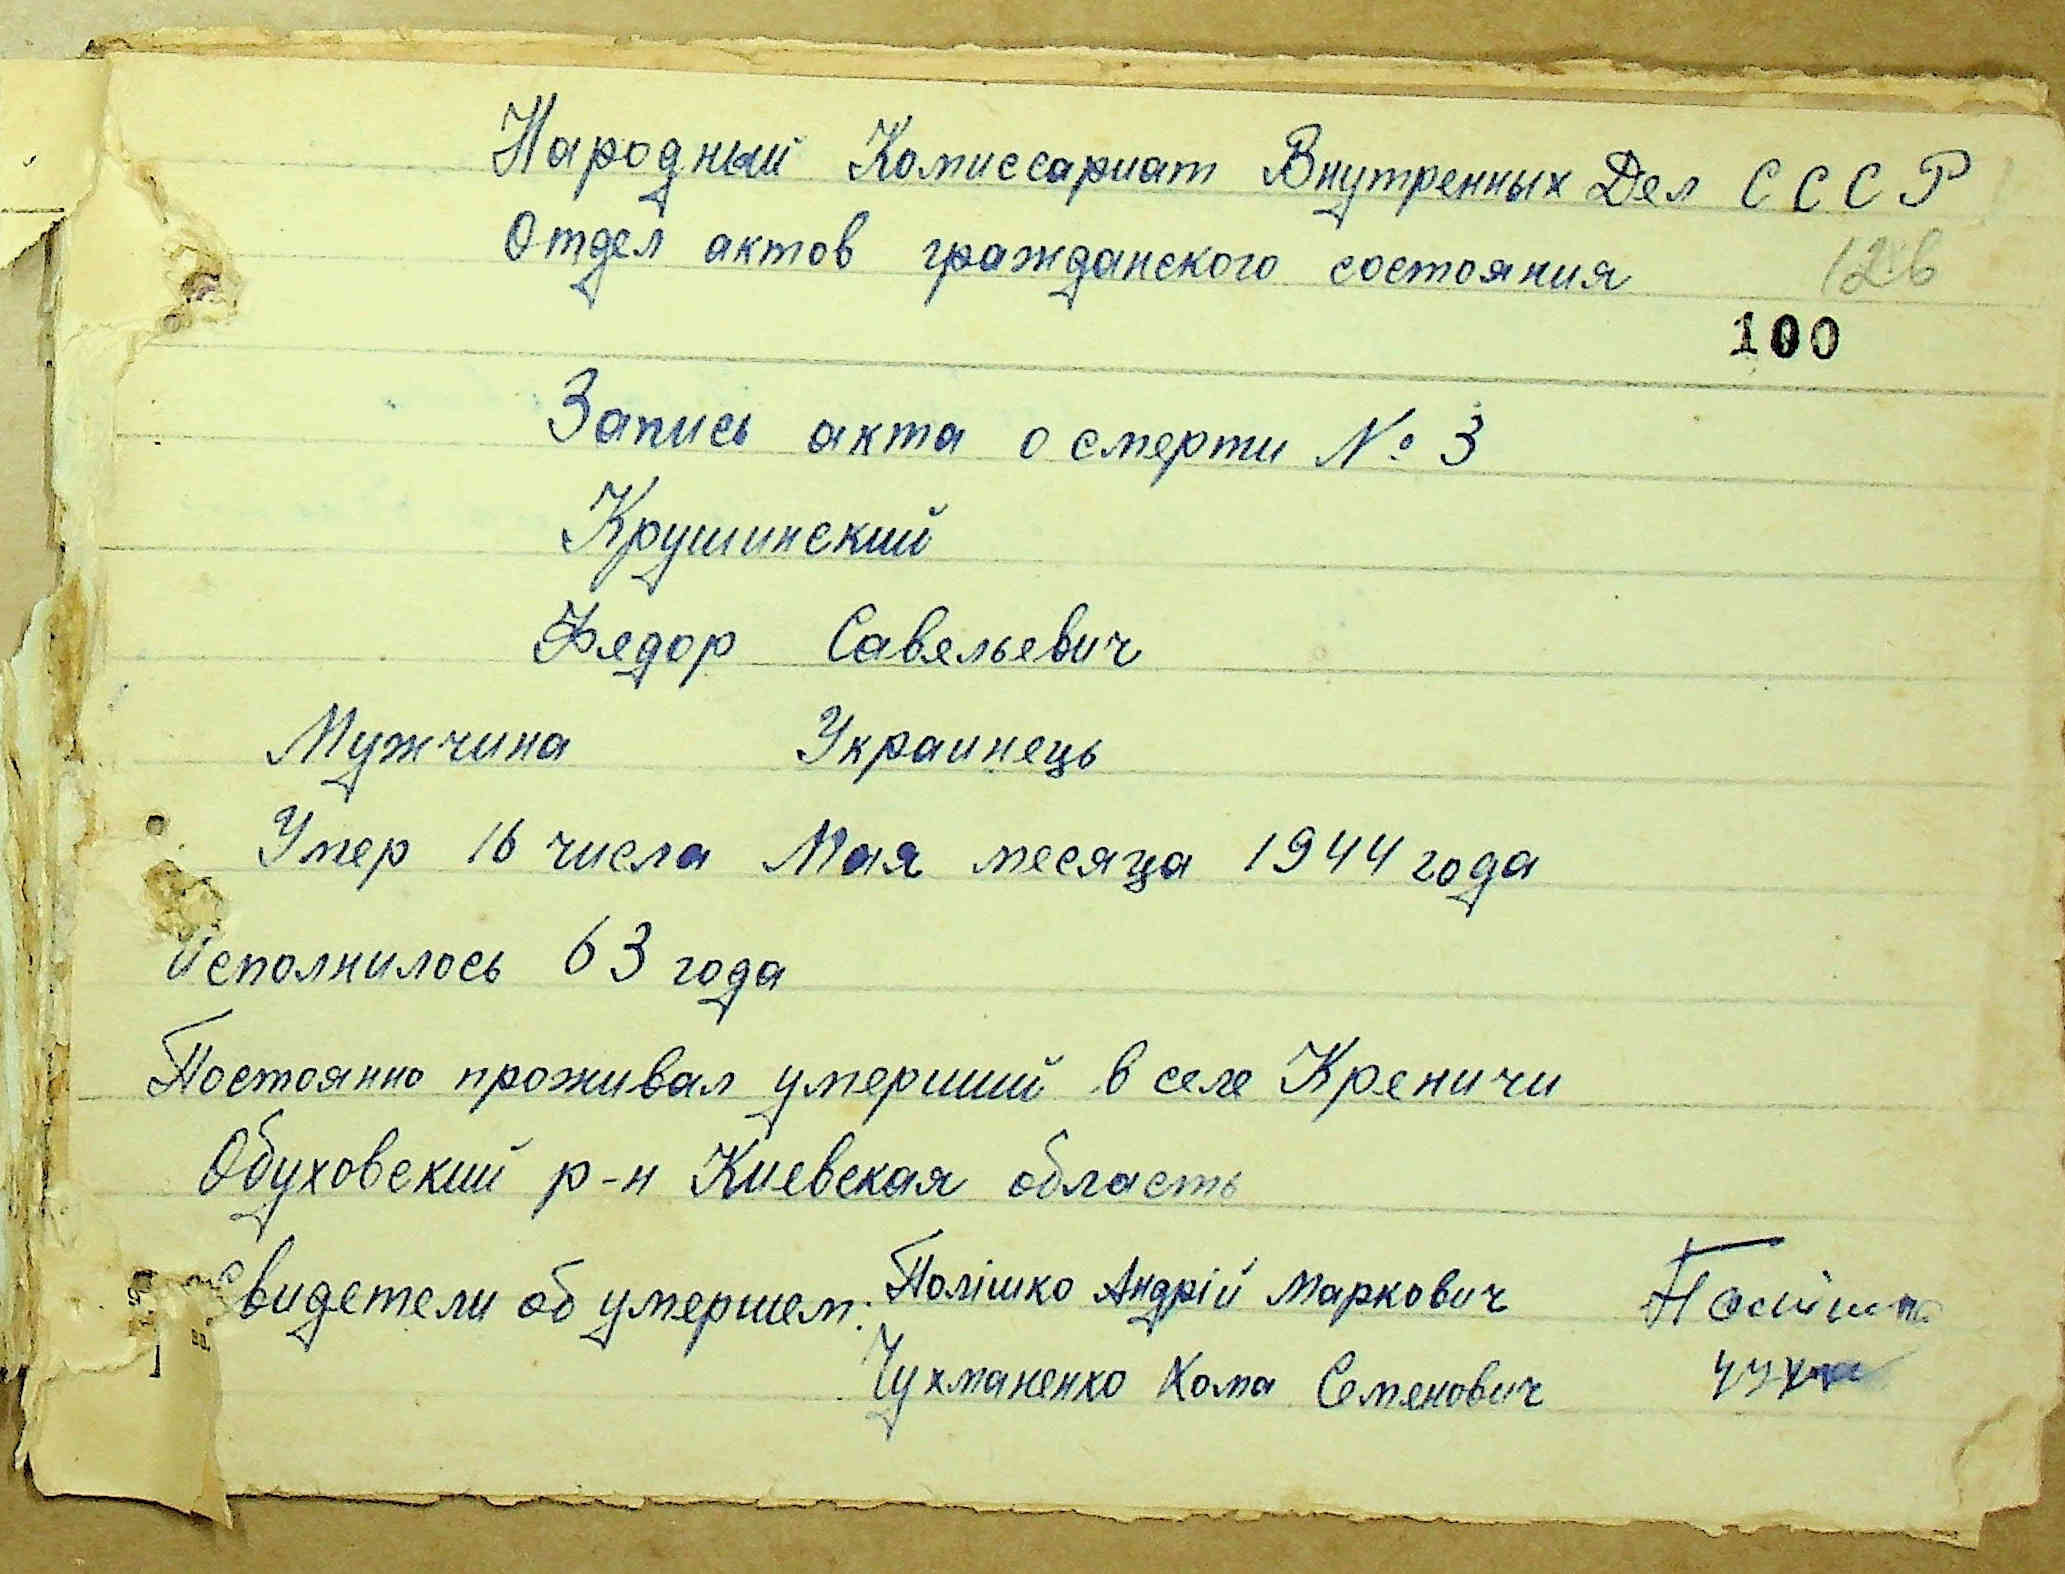 Народный Комиссариат Внутренных Дел СССР
Отдел актов гражданского состояния
100
Запись акта о смерти № 3
Крушинский
Федор Савельевич
Мужчина Украинець
Умер 16 числа Мая месяца 1944 года
Исполнилось 63 года
Постоянно проживал умерший в селе Креничи
Обуховский р-н Киевская область
Свидетели об умершем: Полішко Андрій Маркович
Чухманенко Хома Семенович